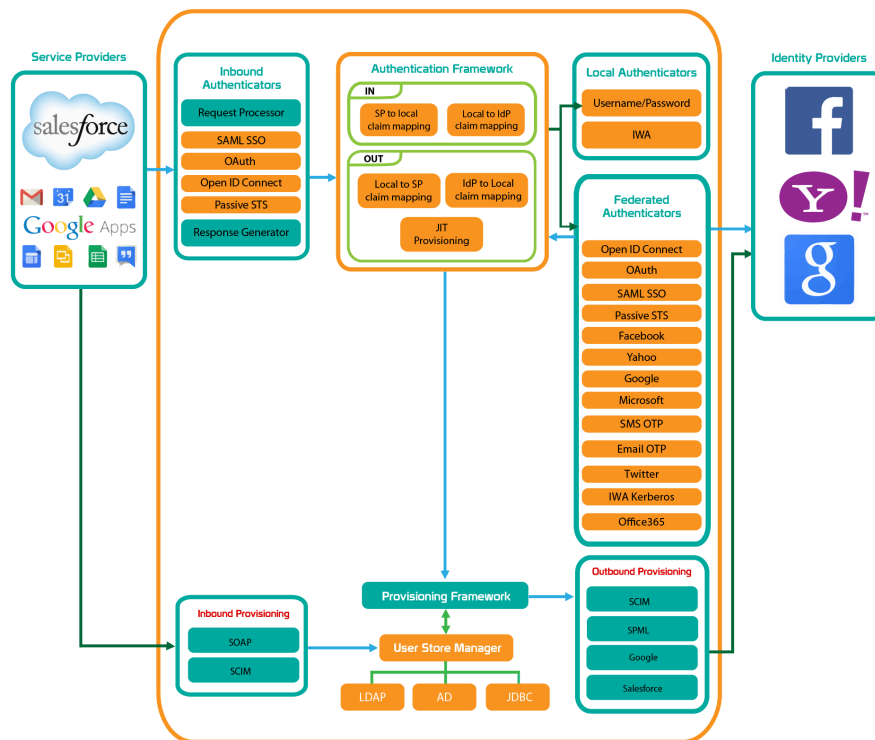 Service Providers
salesforce
31
Google Apps
Inbound
Authenticators
Request Processor
SAML SSO
OAuth
Open ID Connect
Passive STS
Response Generator
Authentication Framework
IN
SP to local
claim mapping
Local to IdP
claim mapping
OUT
Local to SP
claim mapping
IdP to Local
claim mapping
JIT
Provisioning
Local Authenticators
Username/Password
IWA
Federated
Authenticators
Open ID Connect
OAuth
SAML SSO
Passive STS
Facebook
Yahoo
Google
Microsoft
SMS OTP
Email OTP
Twitter
IWA Kerberos
Office365
Identity Providers
f
Y!
g
Inbound Provisioning
SOAP
SCIM
Provisioning Framework
User Store Manager
LDAP
AD
JDBC
Outbound Provisioning
SCIM
SPML
Google
Salesforce